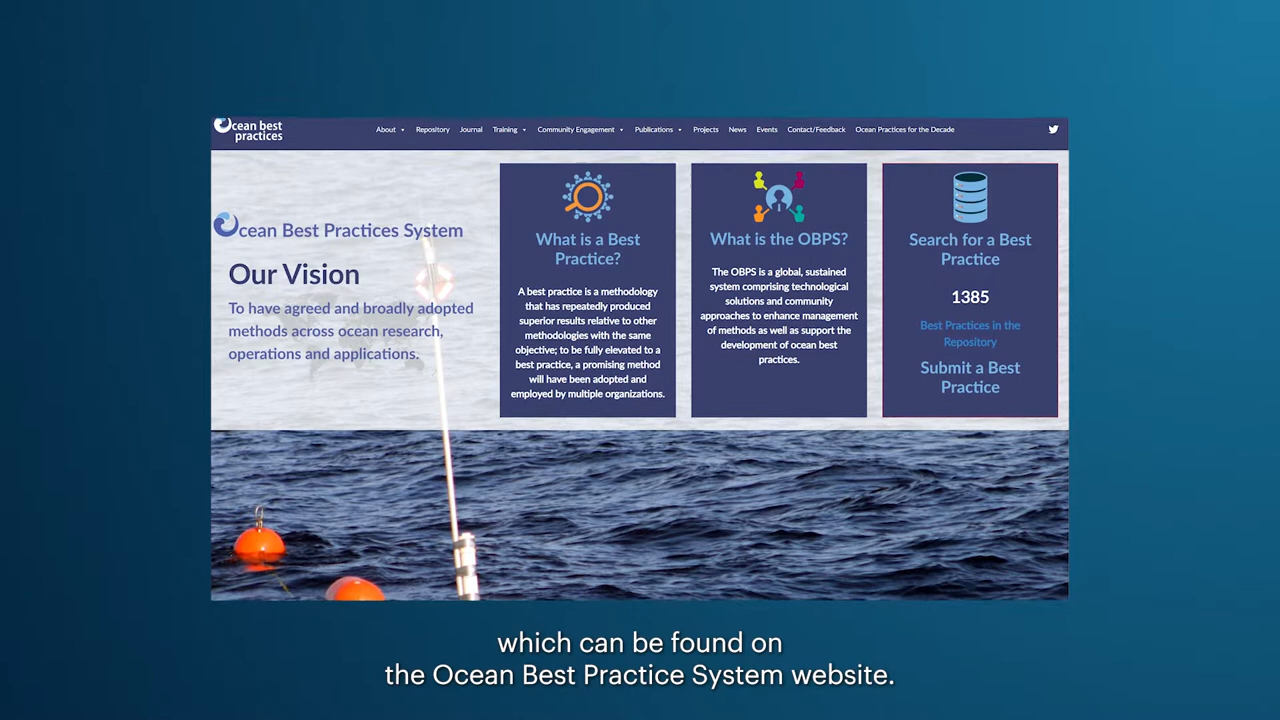 cean best
practices
About
Repository
Journal
Training
Community Engagement
Publications
Projects
News
Events
Contact/Feedback
Ocean Practices for the Decade
cean Best Practices System
Our Vision
To have agreed and broadly adopted
methods across ocean research,
operations and applications.
What is a Best
Practice?
A best practice is a methodology
that has repeatedly produced
superior results relative to other
methodologies with the same
objective; to be fully elevated to a
best practice, a promising method
will have been adopted and
employed by multiple organizations.
What is the OBPS?
The OBPS is a global, sustained
system comprising technological
solutions and community
approaches to enhance management
of methods as well as support the
development of ocean best
practices.
Search for a Best
Practice
1385
Best Practices in the
Repository
Submit a Best
Practice
which can be found on
the Ocean Best Practice System website.